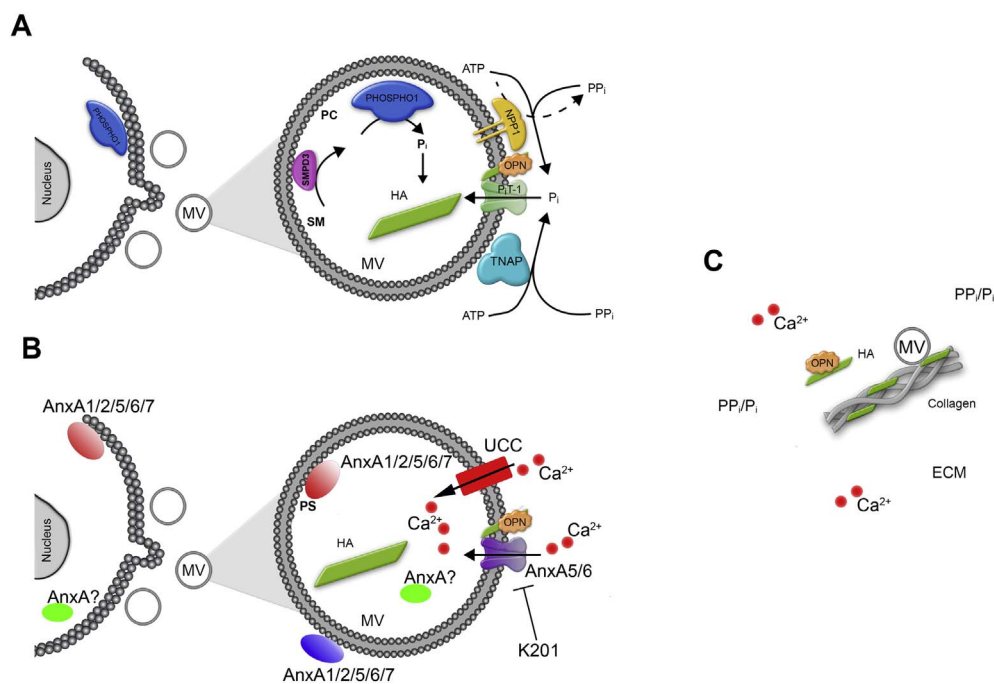 A
PHOSPHO1
Nucleus
MV
PC
PHOSPHO1
SMPD3
Pᵢ
SM
HA
MV
ATP
PPᵢ
NPP1
OPN
PᵢT-1
Pᵢ
TNAP
ATP
PPᵢ
B
AnxA1/2/5/6/7
Nucleus
MV
AnxA?
AnxA1/2/5/6/7
PS
UCC
Ca²⁺
Ca²⁺
HA
OPN
Ca²⁺
AnxA?
AnxA5/6
MV
K201
AnxA1/2/5/6/7
C
PPᵢ/Pᵢ
Ca²⁺
MV
OPN
HA
Collagen
PPᵢ/Pᵢ
ECM
Ca²⁺